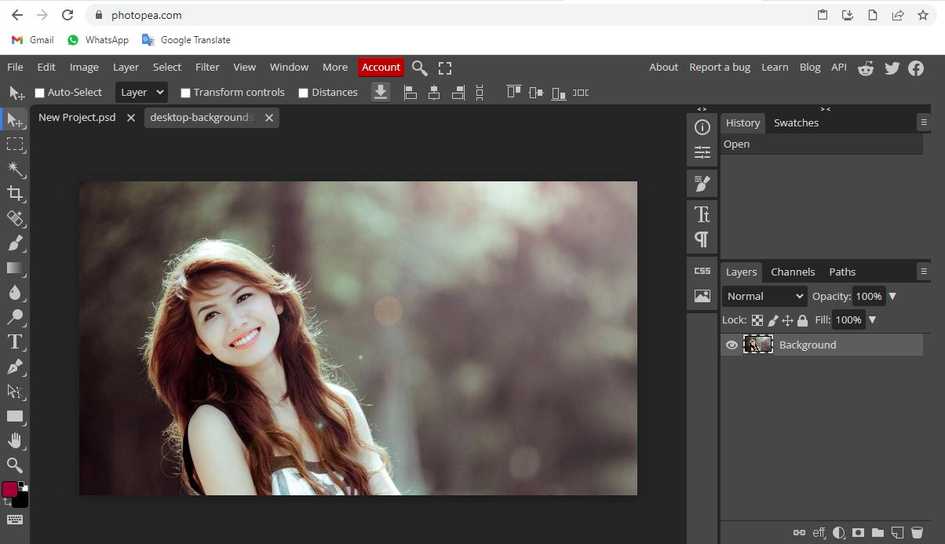 photopea.com
Gmail WhatsApp Google Translate
File Edit Image Layer Select Filter View Window More Account About Report a bug Learn Blog API
Auto-Select Layer Transform controls Distances
New Project.psd desktop-backgrounds
History Swatches
Open
Layers Channels Paths
Normal Opacity: 100%
Lock: Fill: 100%
Background
CSS
eff